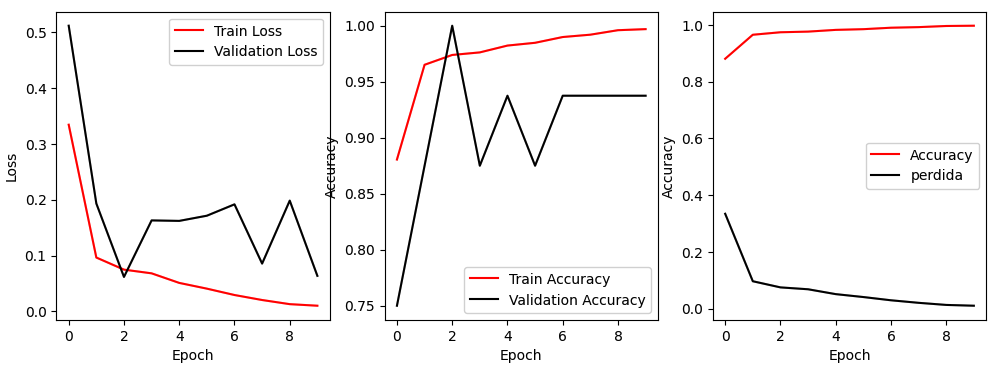 Train Loss
Validation Loss
0.5
0.4
0.3
0.2
0.1
0.0
Loss
0
2
4
6
8
Epoch
1.00
0.95
0.90
0.85
0.80
0.75
Accuracy
Train Accuracy
Validation Accuracy
0
2
4
6
8
Epoch
1.0
0.8
0.6
0.4
0.2
0.0
Accuracy
Accuracy
perdida
0
2
4
6
8
Epoch